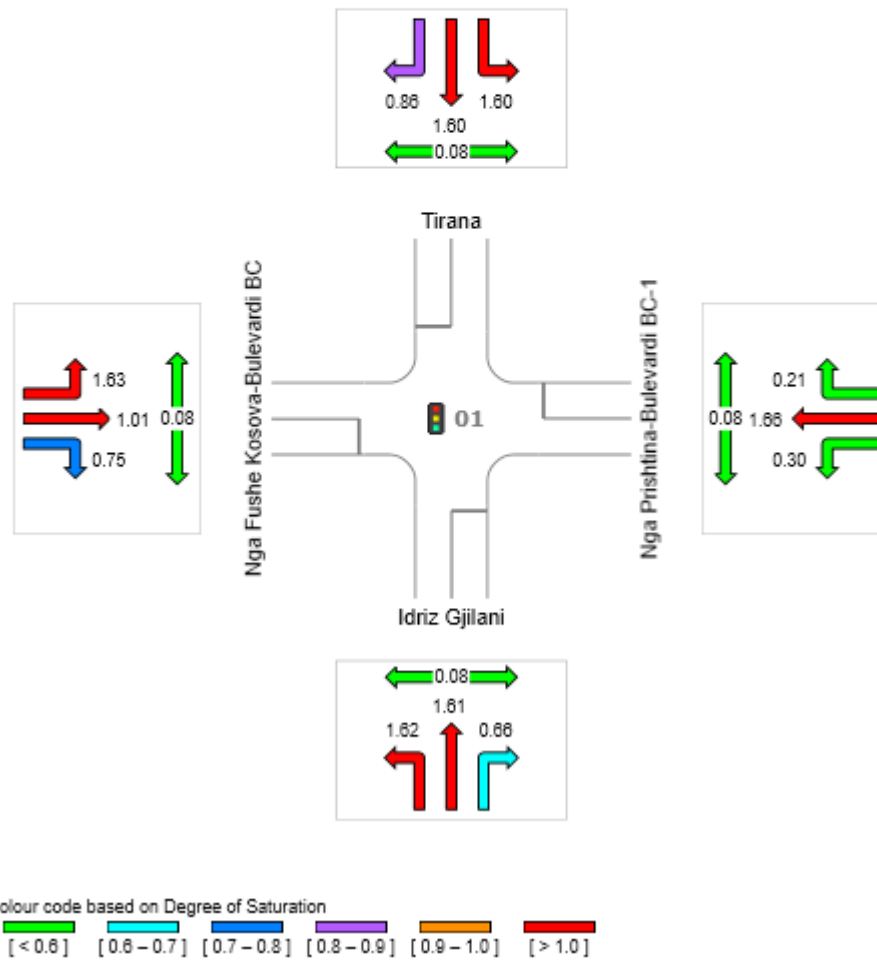 0.86
1.60
1.60
0.08
Tirana
Nga Fushe Kosova-Bulevardi BC
Nga Prishtina-Bulevardi BC-1
1.63
1.01
0.08
0.75
01
0.21
0.08
1.66
0.30
Idriz Gjilani
0.08
1.61
1.62
0.66
olour code based on Degree of Saturation
[ < 0.6 ] [ 0.6 – 0.7 ] [ 0.7 – 0.8 ] [ 0.8 – 0.9 ] [ 0.9 – 1.0 ] [ > 1.0 ]